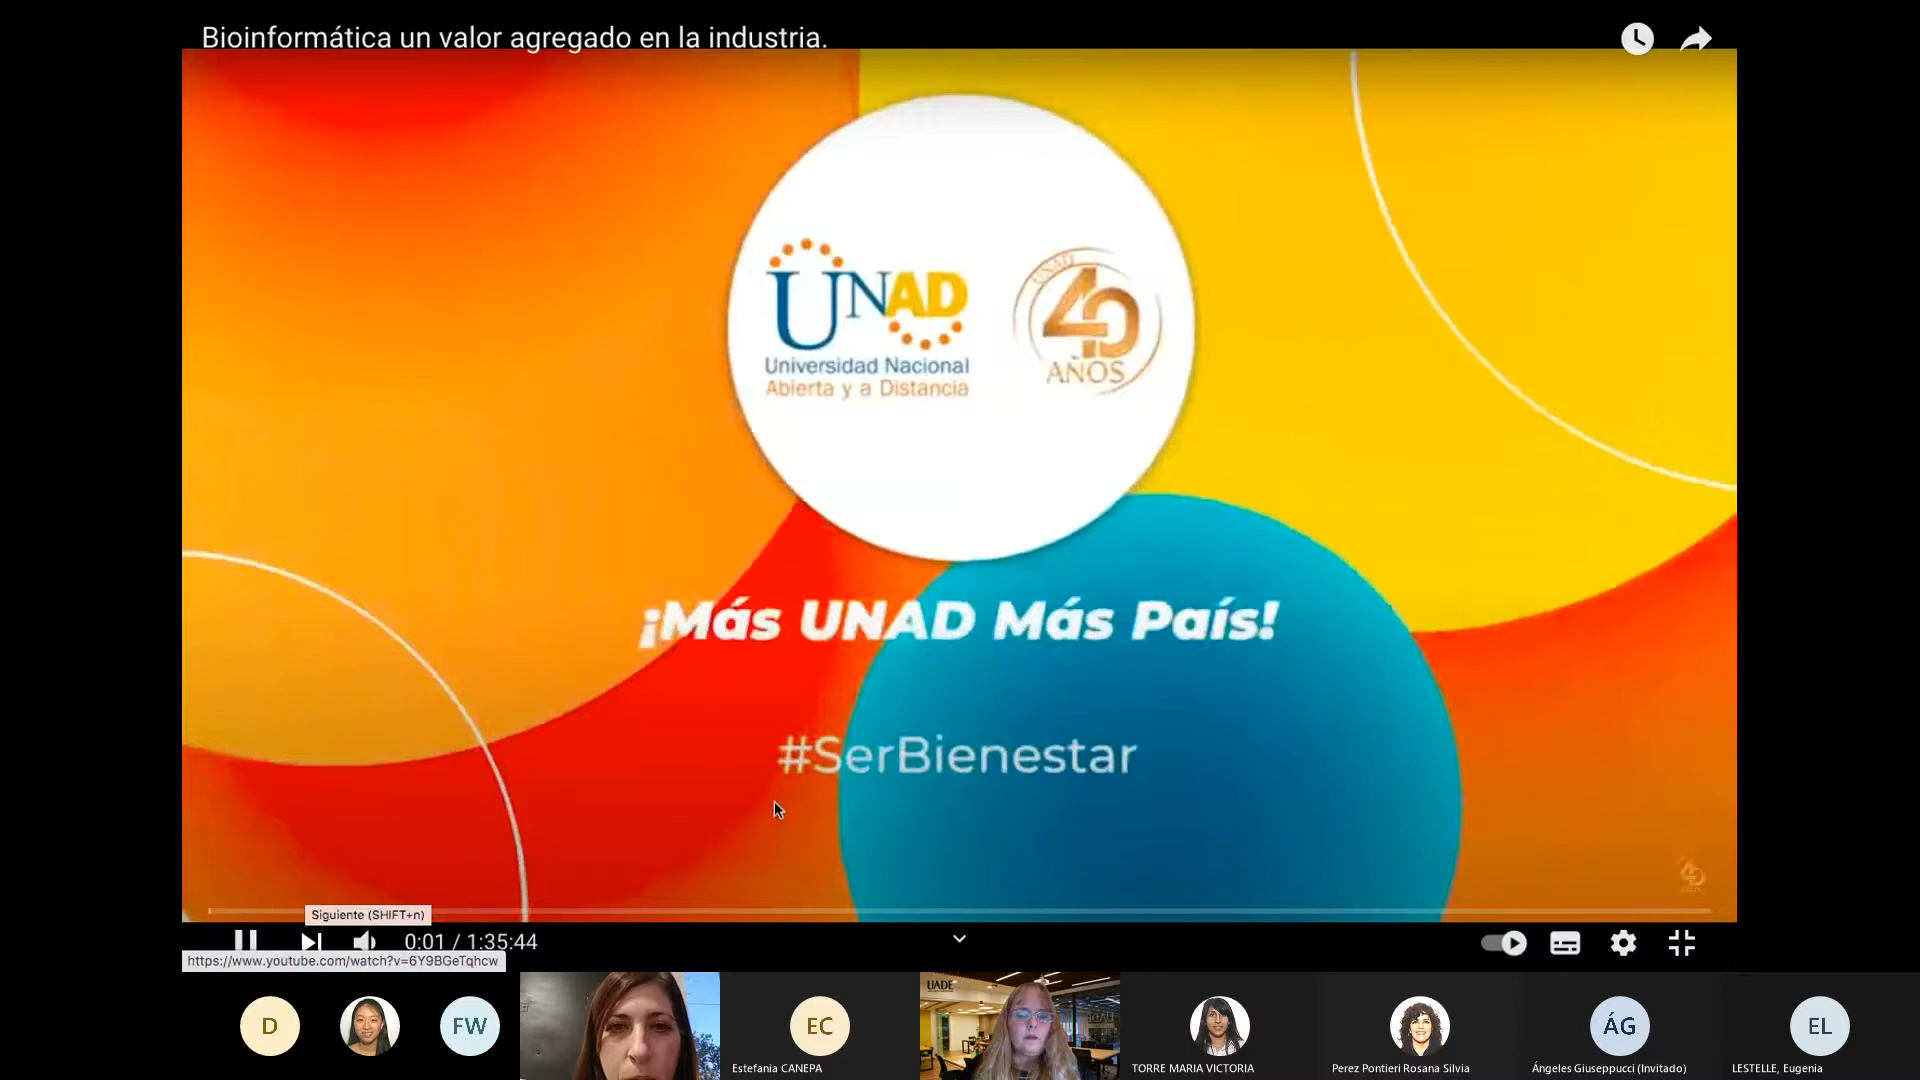 Bioinformática un valor agregado en la industria.
UNAD
Universidad Nacional
Abierta y a Distancia
UNAD
40
AÑOS
¡Más UNAD Más País!
#SerBienestar
40
Siguiente (SHIFT+n)
0:01 / 1:35:44
https://www.youtube.com/watch?v=6Y9BGeTqhcw
D
FW
EC
Estefania CANEPA
UADE
TORRE MARIA VICTORIA
Perez Pontieri Rosana Silvia
ÁG
Ángeles Giuseppucci (Invitado)
EL
LESTELLE, Eugenia